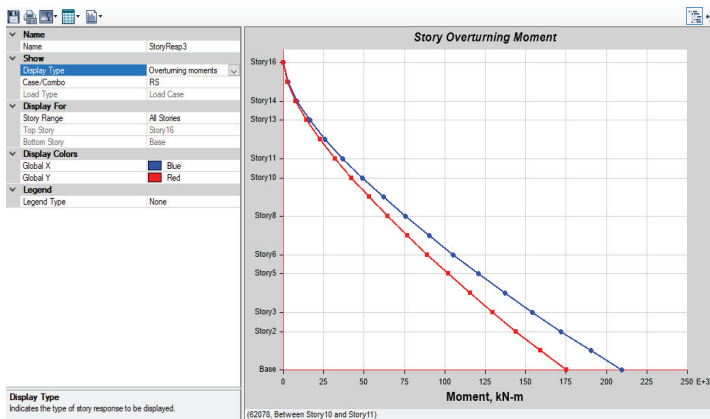 Name
Name StoryResp3
Show
Display Type Overturning moments
Case/Combo RS
Load Type Load Case
Display For
Story Range All Stories
Top Story Story16
Bottom Story Base
Display Colors
Global X Blue
Global Y Red
Legend
Legend Type None
Display Type
Indicates the type of story response to be displayed.
Story Overturning Moment
Story16
Story14
Story13
Story11
Story10
Story8
Story6
Story5
Story3
Story2
Base
0 25 50 75 100 125 150 175 200 225 250 E+3
Moment, kN-m
(62078, Between Story10 and Story11)